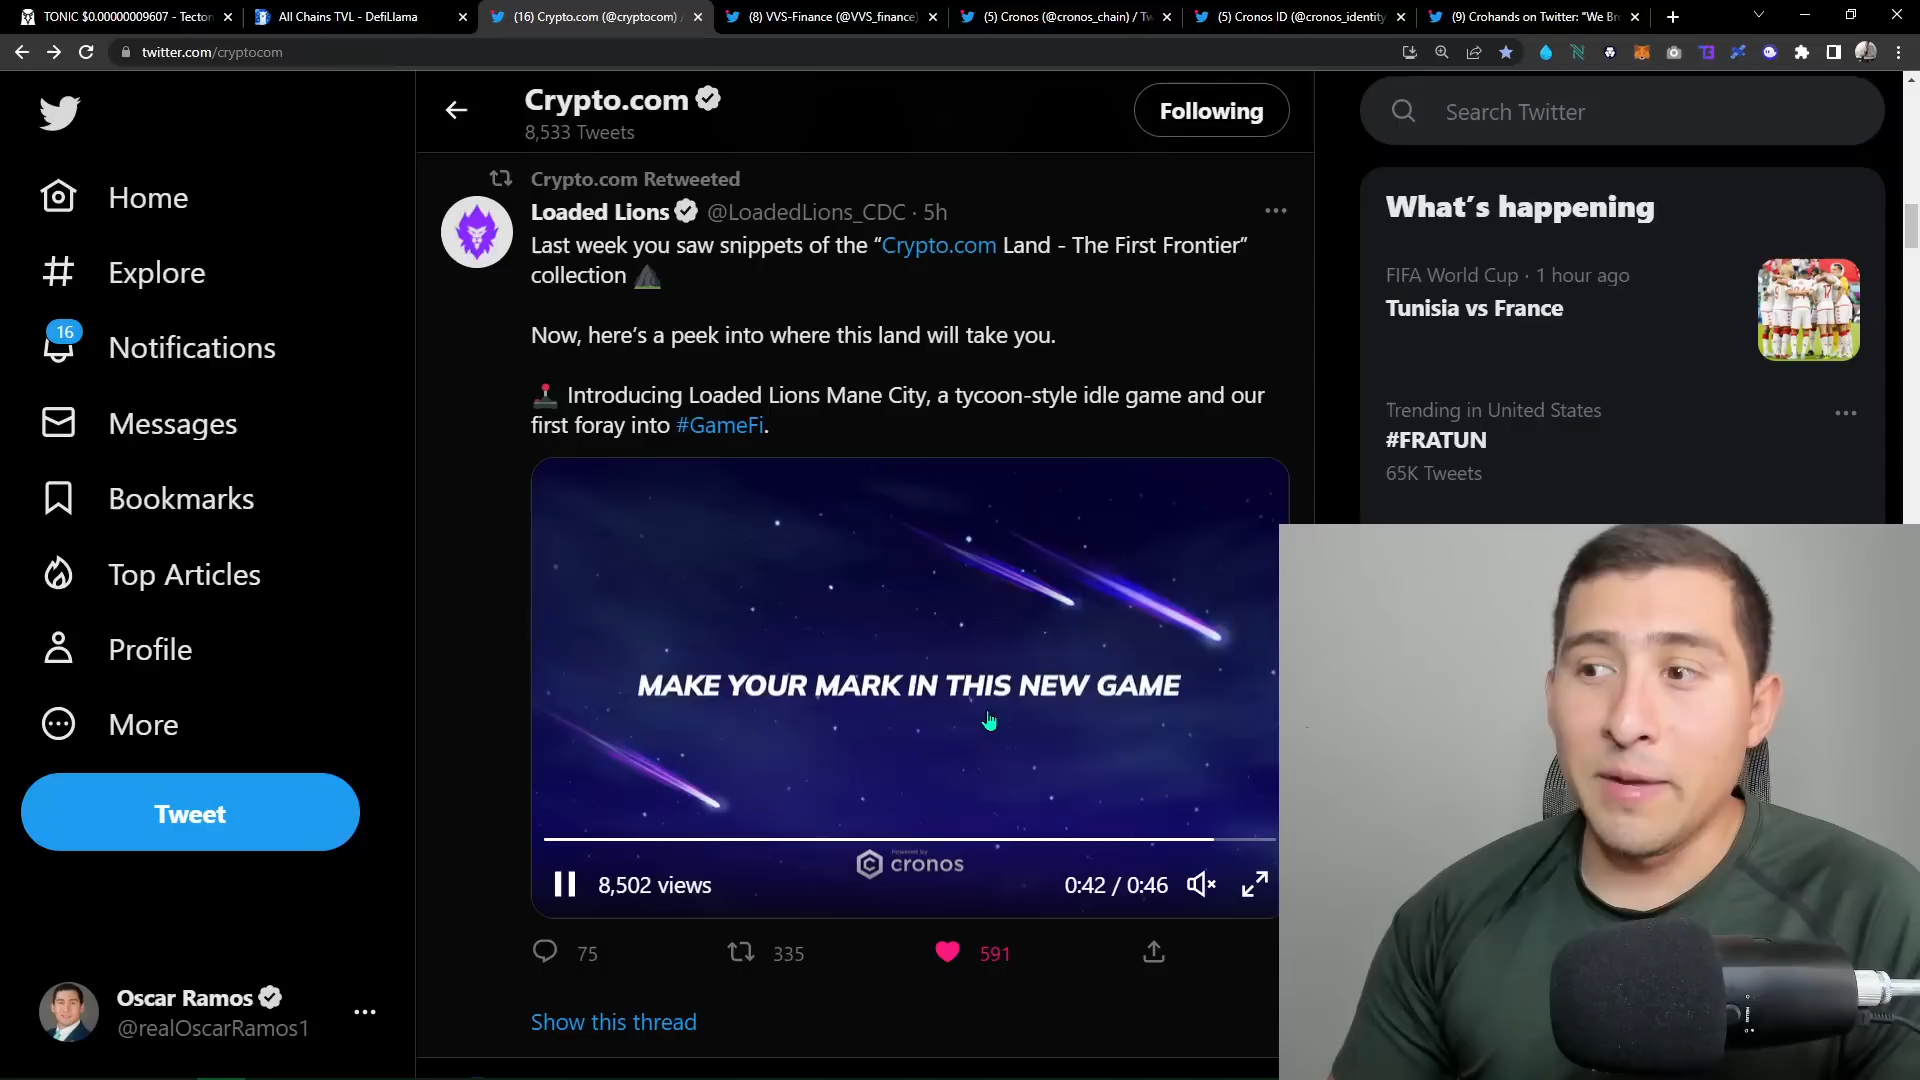 TONIC $0.00000009607 - Tecton
All Chains TVL - DefiLlama
(16) Crypto.com (@cryptocom) /
(8) VVS-Finance (@VVS_finance)
(5) Cronos (@cronos_chain) / Tw
(5) Cronos ID (@cronos_identity
(9) Crohands on Twitter: "We Br
twitter.com/cryptocom
Crypto.com
8,533 Tweets
Following
Search Twitter
Home
Explore
16
Notifications
Messages
Bookmarks
Top Articles
Profile
More
Tweet
Oscar Ramos
@realOscarRamos1
Crypto.com Retweeted
Loaded Lions @LoadedLions_CDC · 5h
Last week you saw snippets of the “Crypto.com Land - The First Frontier”
collection
Now, here’s a peek into where this land will take you.
Introducing Loaded Lions Mane City, a tycoon-style idle game and our
first foray into #GameFi.
MAKE YOUR MARK IN THIS NEW GAME
Powered by
cronos
8,502 views
0:42 / 0:46
75
335
591
Show this thread
What’s happening
FIFA World Cup · 1 hour ago
Tunisia vs France
Trending in United States
#FRATUN
65K Tweets